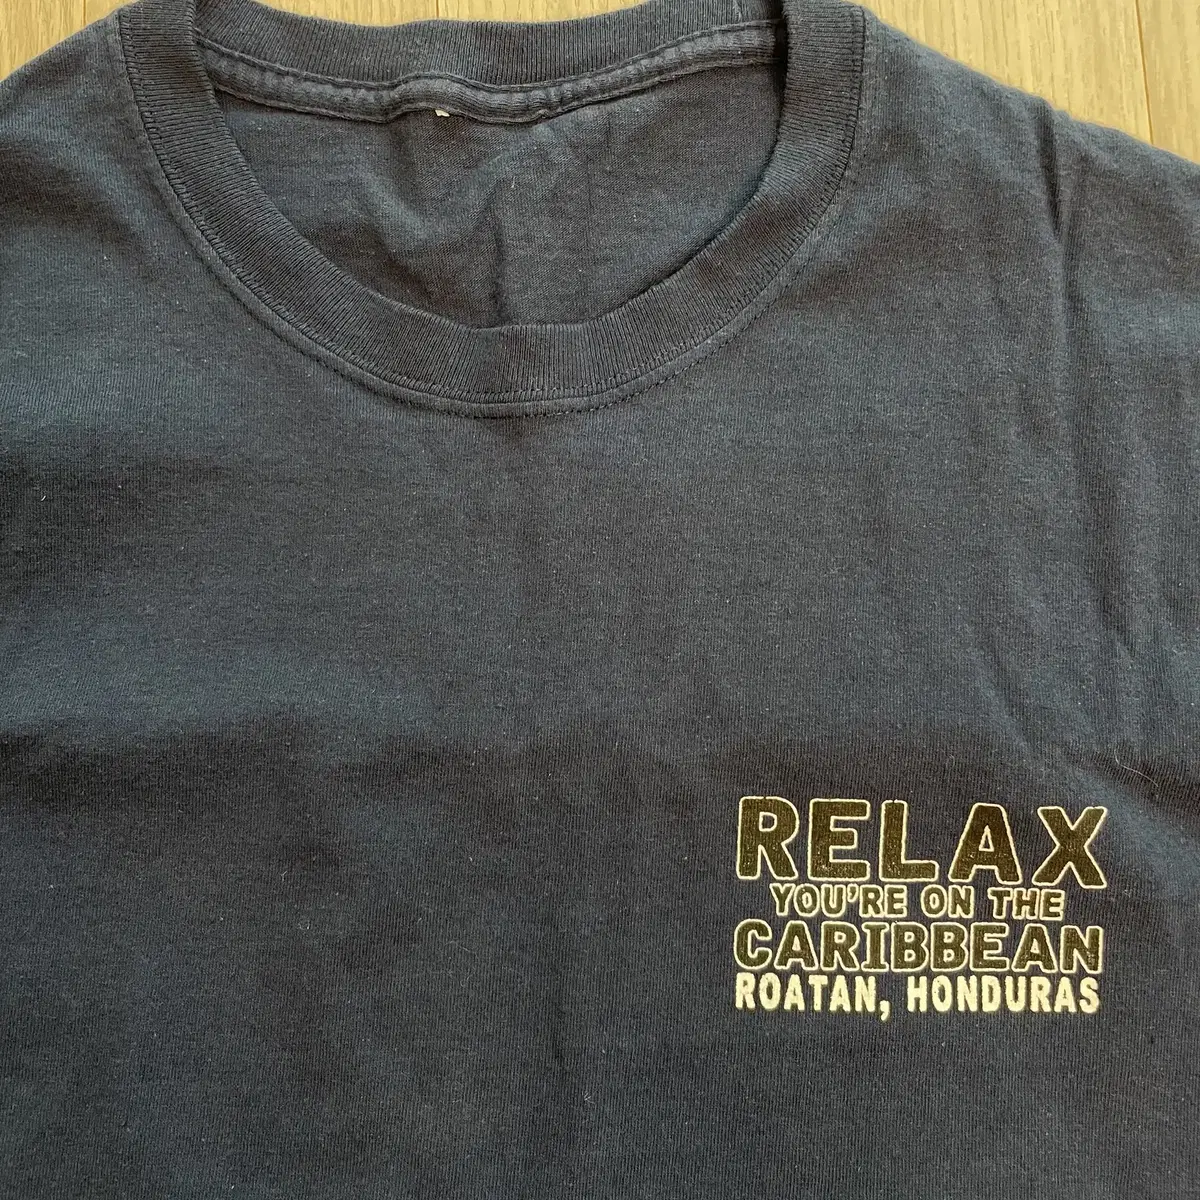 RELAX
YOU'RE ON THE
CARIBBEAN
ROATAN, HONDURAS